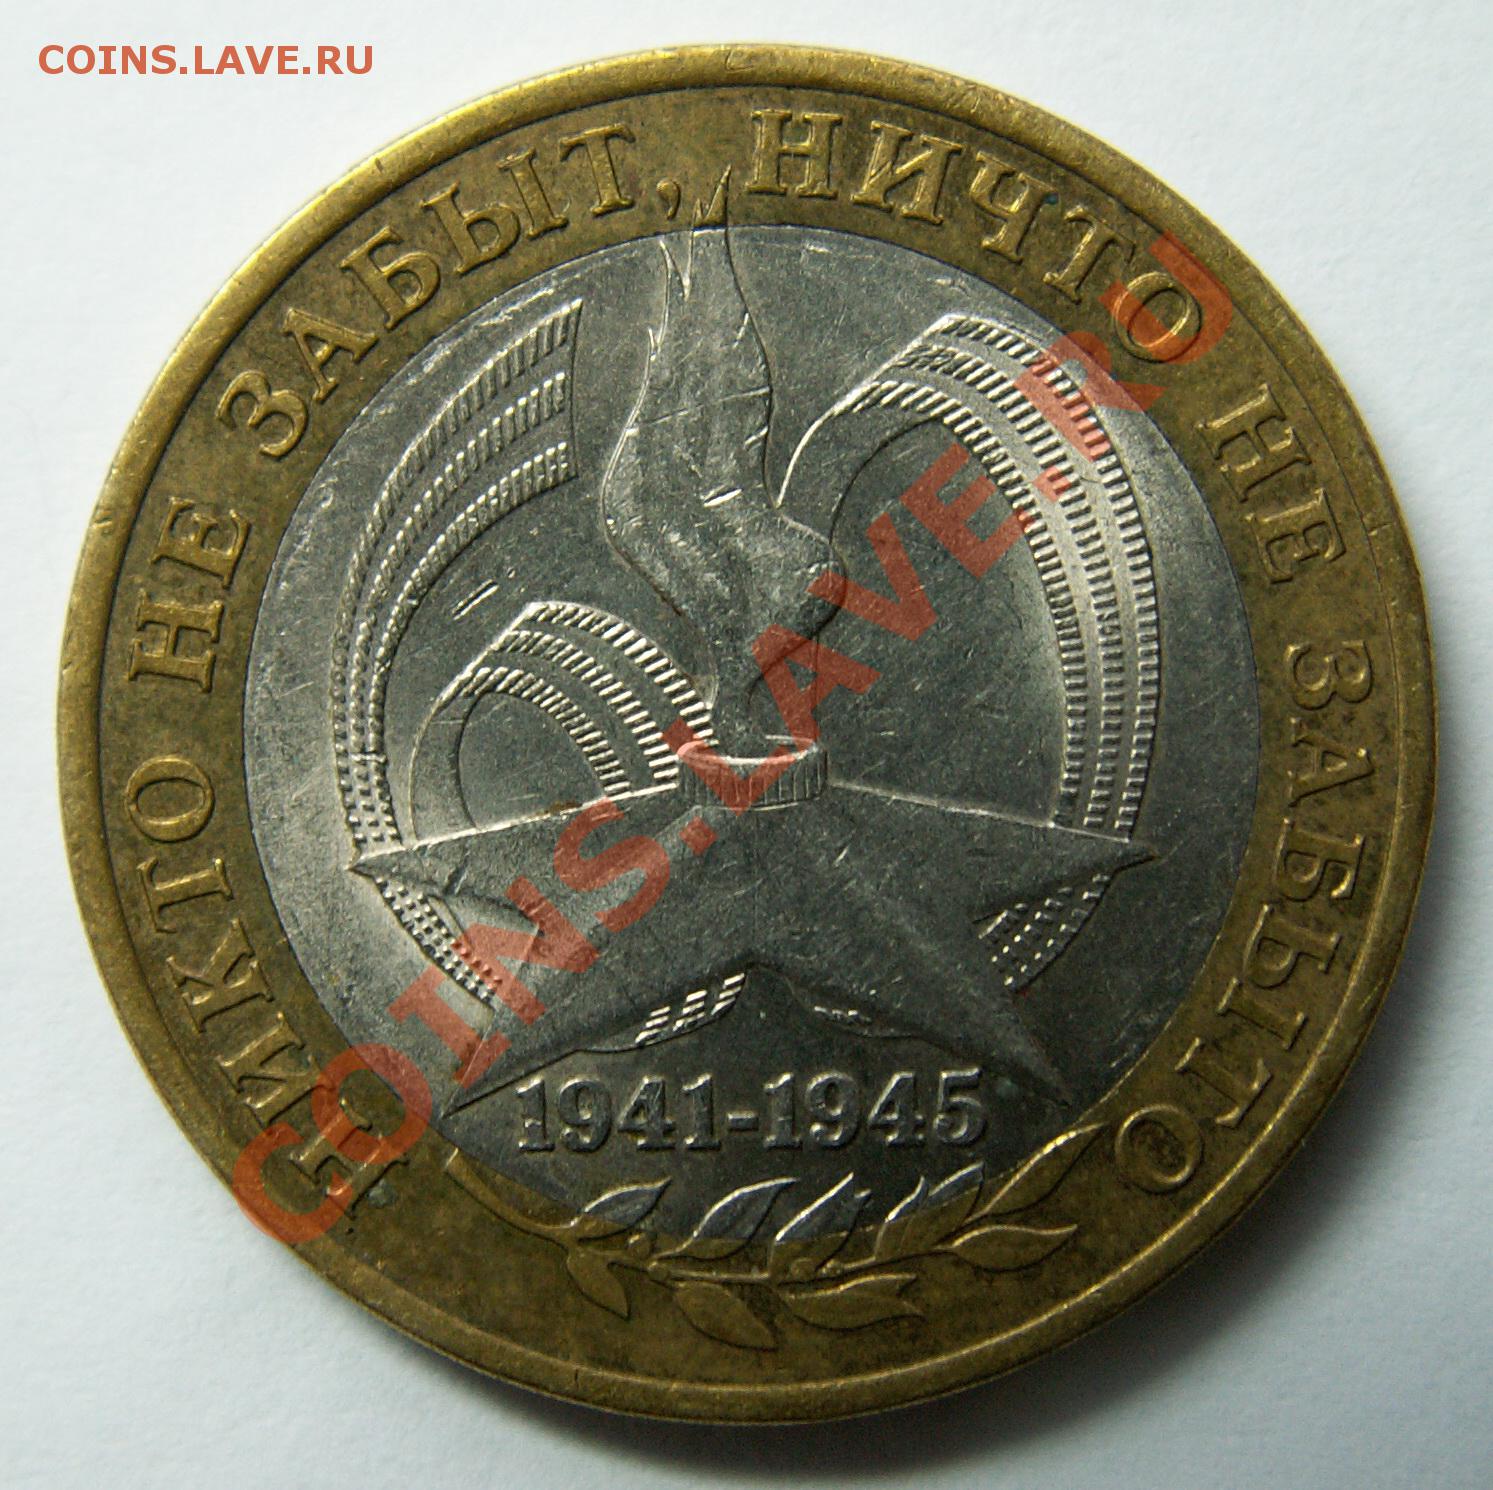 COINS.LAVE.RU
НИКТО НЕ ЗАБЫТ, НИЧТО НЕ ЗАБЫТО
1941-1945
COINS.LAVE.RU